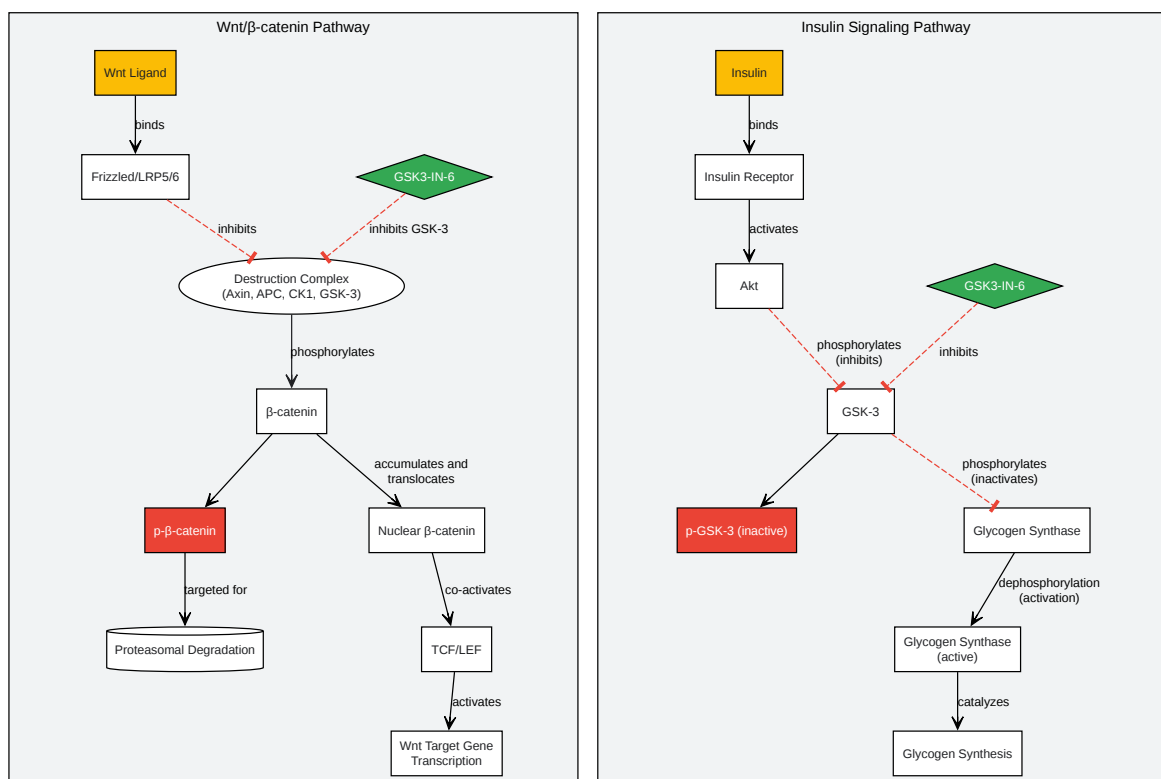 Wnt/β-catenin Pathway
Wnt Ligand
binds
Frizzled/LRP5/6
GSK3-IN-6
inhibits
inhibits GSK-3
Destruction Complex
(Axin, APC, CK1, GSK-3)
phosphorylates
β-catenin
accumulates and
translocates
p-β-catenin
Nuclear β-catenin
targeted for
co-activates
Proteasomal Degradation
TCF/LEF
activates
Wnt Target Gene
Transcription
Insulin Signaling Pathway
Insulin
binds
Insulin Receptor
activates
Akt
GSK3-IN-6
phosphorylates
(inhibits)
inhibits
GSK-3
phosphorylates
(inactivates)
p-GSK-3 (inactive)
Glycogen Synthase
dephosphorylation
(activation)
Glycogen Synthase
(active)
catalyzes
Glycogen Synthesis